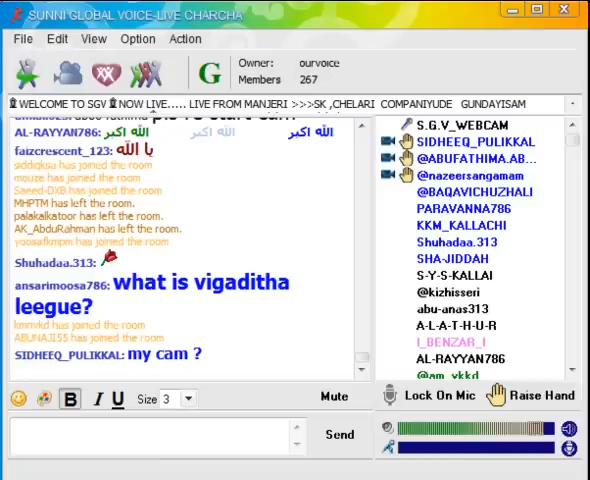 SUNNI GLOBAL VOICE-LIVE CHARCHA
File Edit View Option Action
G
Owner: ourvoice
Members 267
WELCOME TO SGV NOW LIVE..... LIVE FROM MANJERI >>>SK ,CHELARI COMPANIYUDE GUNDAYISAM
AL-RAYYAN786: الله اكبر الله اكبر الله اكبر
faizcrescent_123: يا الله
siddiqksa has joined the room
mouze has joined the room
Saeed-DXB has joined the room
MHPTM has left the room.
palakalkatoor has left the room.
AK_AbduRahman has left the room.
yoosafkmpm has joined the room
Shuhadaa.313:
ansarimoosa786: what is vigaditha
leegue?
kmmvkd has joined the room
ABUNAJI55 has joined the room
SIDHEEQ_PULIKKAL: my cam ?
S.G.V_WEBCAM
SIDHEEQ_PULIKKAL
@ABUFATHIMA.AB...
@nazeersangamam
@BAQAVICHUZHALI
PARAVANNA786
KKM_KALLACHI
Shuhadaa.313
SHA-JIDDAH
S-Y-S-KALLAI
@kizhisseri
abu-anas313
A-L-A-T-H-U-R
I_BENZAR_I
AL-RAYYAN786
@am_vkkd
B I U Size 3 Mute
Lock On Mic Raise Hand
Send